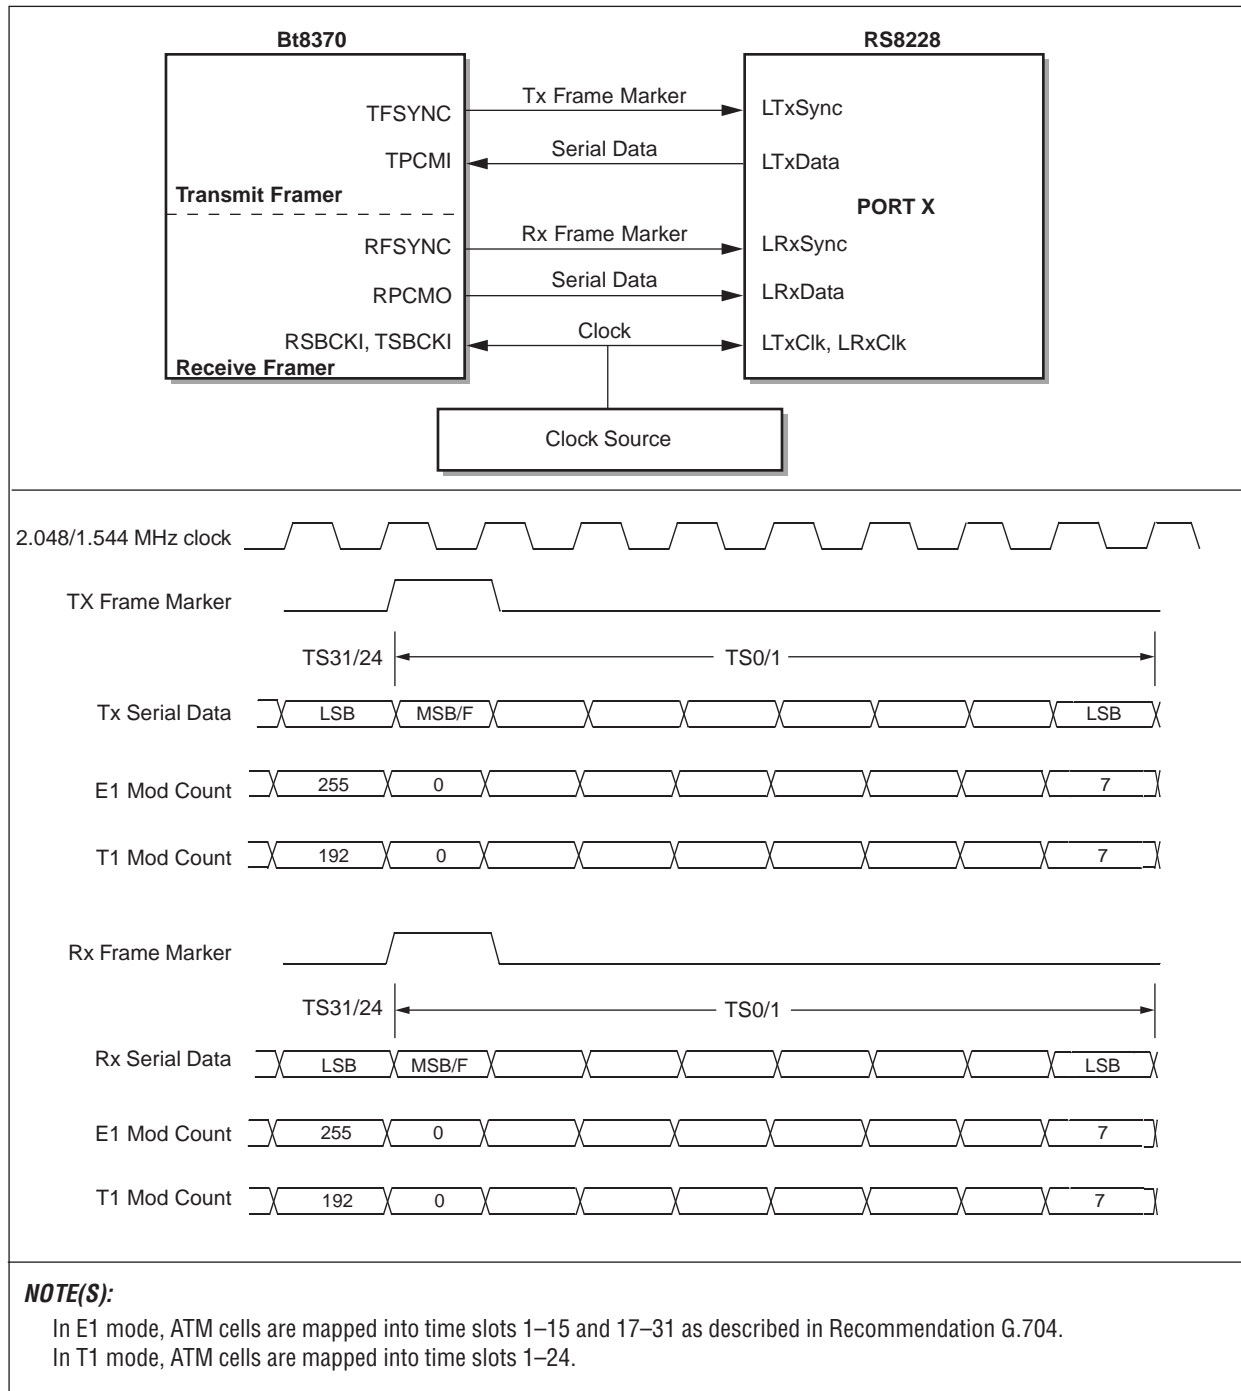 Bt8370 RS8228
TFSYNC Tx Frame Marker LTxSync
TPCMI Serial Data LTxData
Transmit Framer PORT X
RFSYNC Rx Frame Marker LRxSync
RPCMO Serial Data LRxData
RSBCKI, TSBCKI Clock LTxClk, LRxClk
Receive Framer
Clock Source
2.048/1.544 MHz clock
TX Frame Marker
TS31/24 TS0/1
Tx Serial Data LSB MSB/F LSB
E1 Mod Count 255 0 7
T1 Mod Count 192 0 7
Rx Frame Marker
TS31/24 TS0/1
Rx Serial Data LSB MSB/F LSB
E1 Mod Count 255 0 7
T1 Mod Count 192 0 7
NOTE(S):
In E1 mode, ATM cells are mapped into time slots 1–15 and 17–31 as described in Recommendation G.704.
In T1 mode, ATM cells are mapped into time slots 1–24.